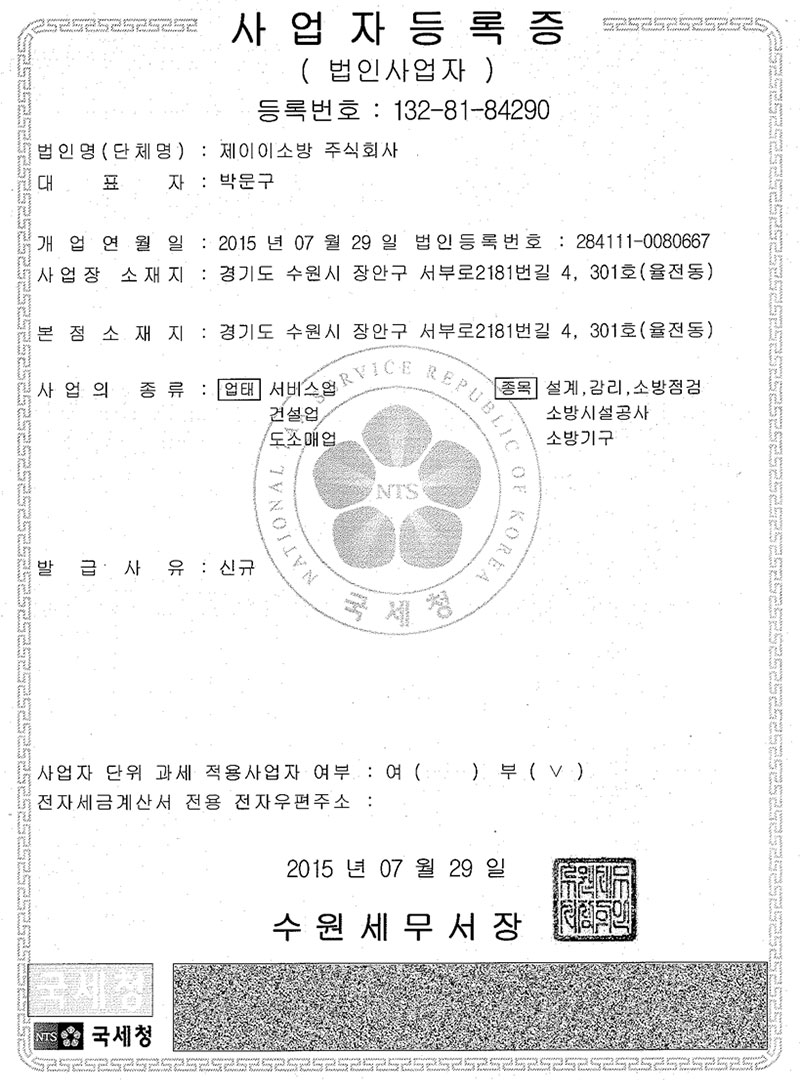 사업자등록증
( 법인사업자 )
등록번호 : 132-81-84290
법인명(단체명) : 제이이소방 주식회사
대 표 자 : 박문구
개 업 연 월 일 : 2015 년 07 월 29 일 법인등록번호 : 284111-0080667
사업장 소재지 : 경기도 수원시 장안구 서부로2181번길 4, 301호(율전동)
본 점 소 재 지 : 경기도 수원시 장안구 서부로2181번길 4, 301호(율전동)
사 업 의 종 류 : 업태 서비스업 종목 설계,감리,소방점검
건설업 소방시설공사
도소매업 소방기구
NATIONAL TAX SERVICE REPUBLIC OF KOREA
NTS
국세청
발 급 사 유 : 신규
사업자 단위 과세 적용사업자 여부 : 여 ( ) 부 ( ∨ )
전자세금계산서 전용 전자우편주소 :
2015 년 07 월 29 일
수원세무서장
국세청
NTS 국세청